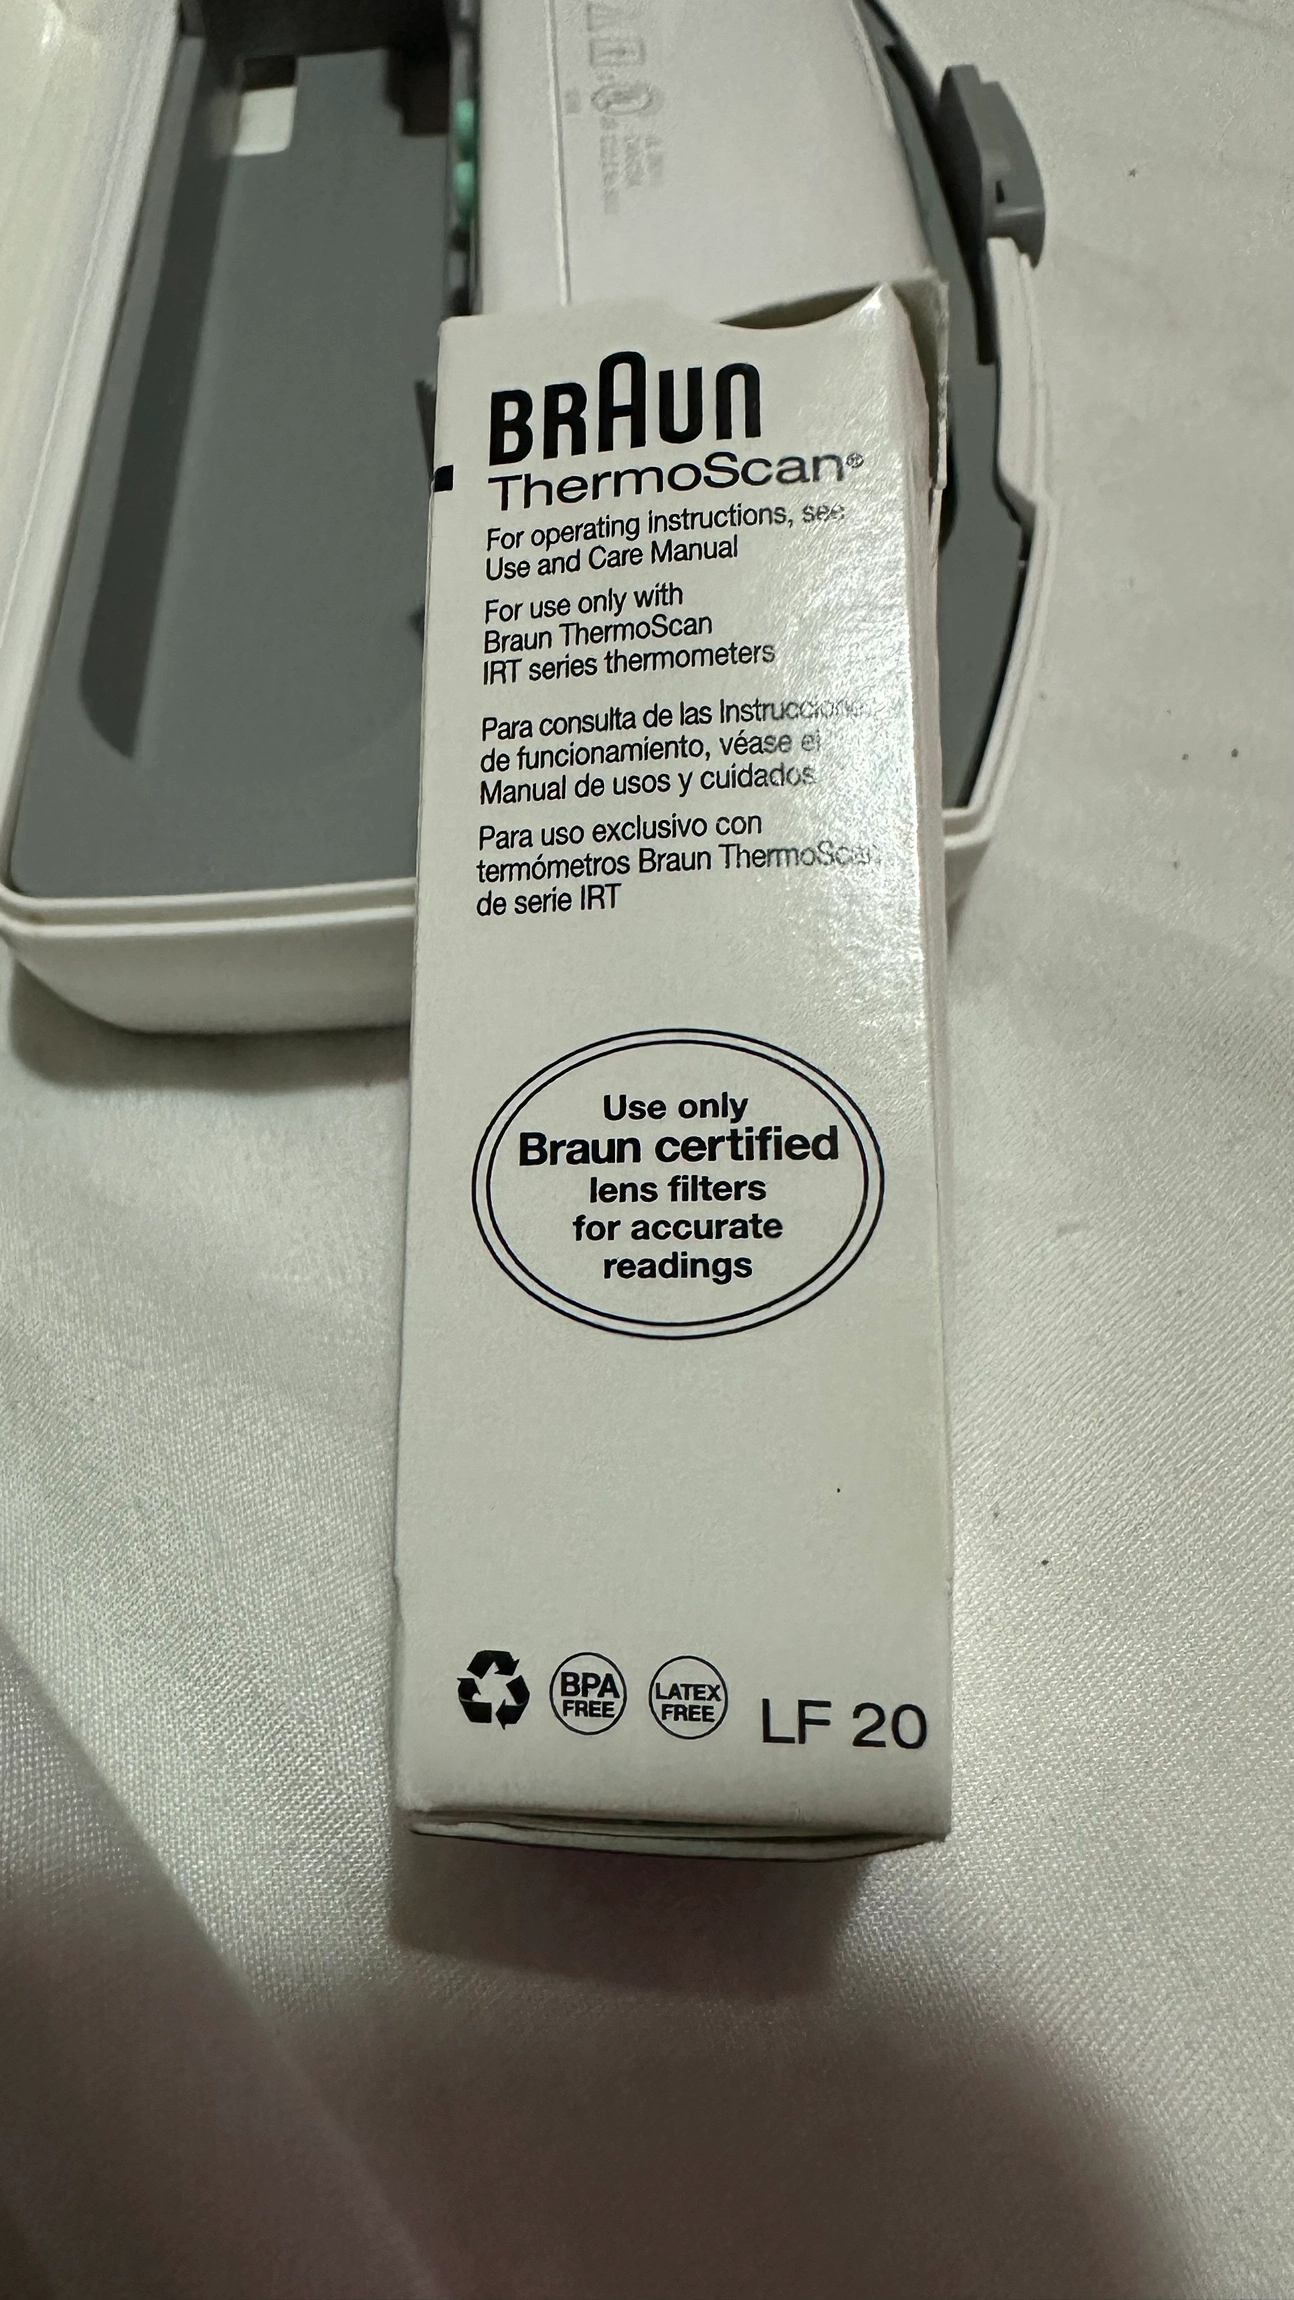 BRAUN
ThermoScan®
For operating instructions, see
Use and Care Manual
For use only with
Braun ThermoScan
IRT series thermometers
Para consulta de las Instrucciones
de funcionamiento, véase el
Manual de usos y cuidados
Para uso exclusivo con
termómetros Braun ThermoScan
de serie IRT
Use only
Braun certified
lens filters
for accurate
readings
BPA
FREE
LATEX
FREE
LF 20